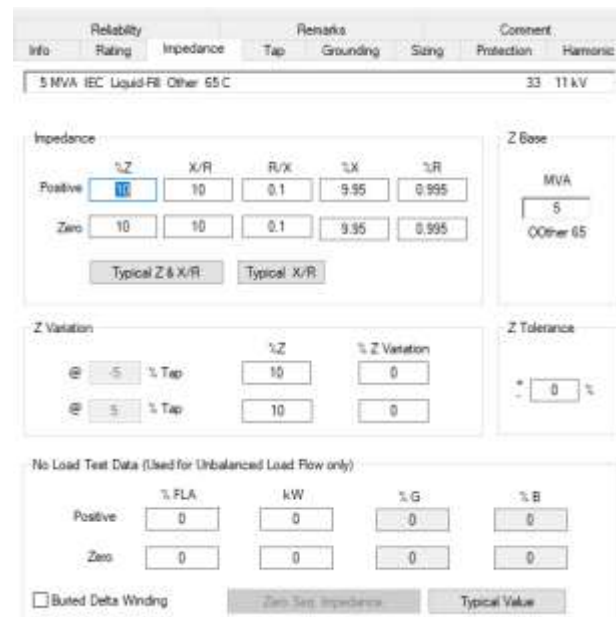 Reliability Remarks Comment
Info Rating Impedance Tap Grounding Sizing Protection Harmonic
5 MVA IEC Liquid-Fill Other 65 C 33 11 kV
Impedance
%Z X/R R/X %X %R
Positive 10 10 0.1 9.95 0.995
Zero 10 10 0.1 9.95 0.995
Typical Z & X/R Typical X/R
Z Base
MVA
5
OOther 65
Z Variation
%Z % Z Variation
@ -5 % Tap 10 0
@ 5 % Tap 10 0
Z Tolerance
± 0 %
No Load Test Data (Used for Unbalanced Load Flow only)
% FLA kW % G % B
Positive 0 0 0 0
Zero 0 0 0 0
Buried Delta Winding Zero Seq. Impedance Typical Value